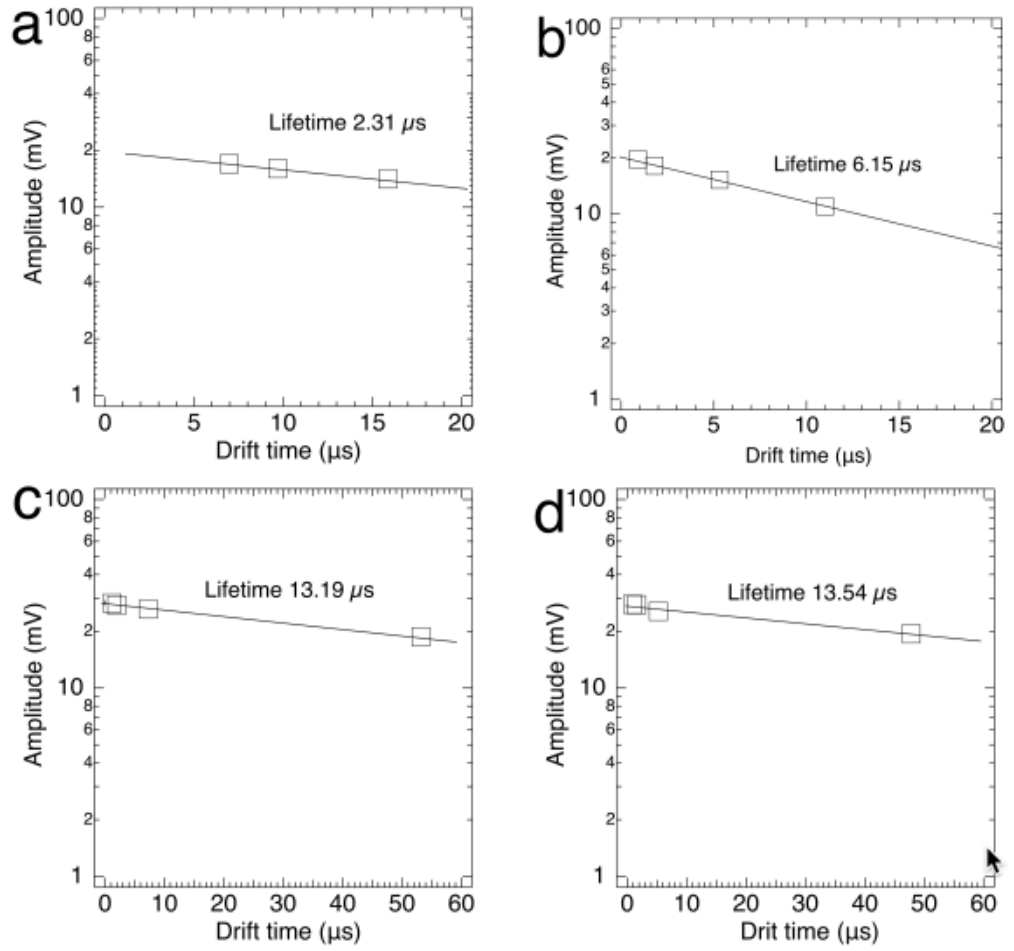 a
100
8
6
4
2
10
8
6
4
2
1
Amplitude (mV)
Lifetime 2.31 µs
0 5 10 15 20
Drift time (µs)
b
100
6
5
4
3
2
10
6
5
4
3
2
1
Amplitude (mV)
Lifetime 6.15 µs
0 5 10 15 20
Drift time (µs)
c
100
8
6
4
2
10
8
6
4
2
1
Amplitude (mV)
Lifetime 13.19 µs
0 10 20 30 40 50 60
Drift time (µs)
d
100
8
6
4
2
10
8
6
4
2
1
Amplitude (mV)
Lifetime 13.54 µs
0 10 20 30 40 50 60
Drit time (µs)